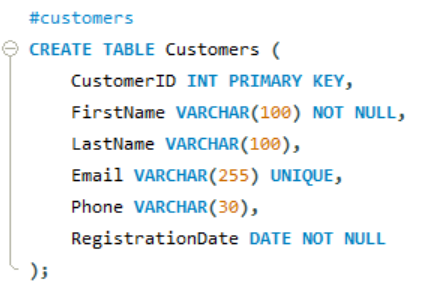 #customers
CREATE TABLE Customers (
CustomerID INT PRIMARY KEY,
FirstName VARCHAR(100) NOT NULL,
LastName VARCHAR(100),
Email VARCHAR(255) UNIQUE,
Phone VARCHAR(30),
RegistrationDate DATE NOT NULL
);